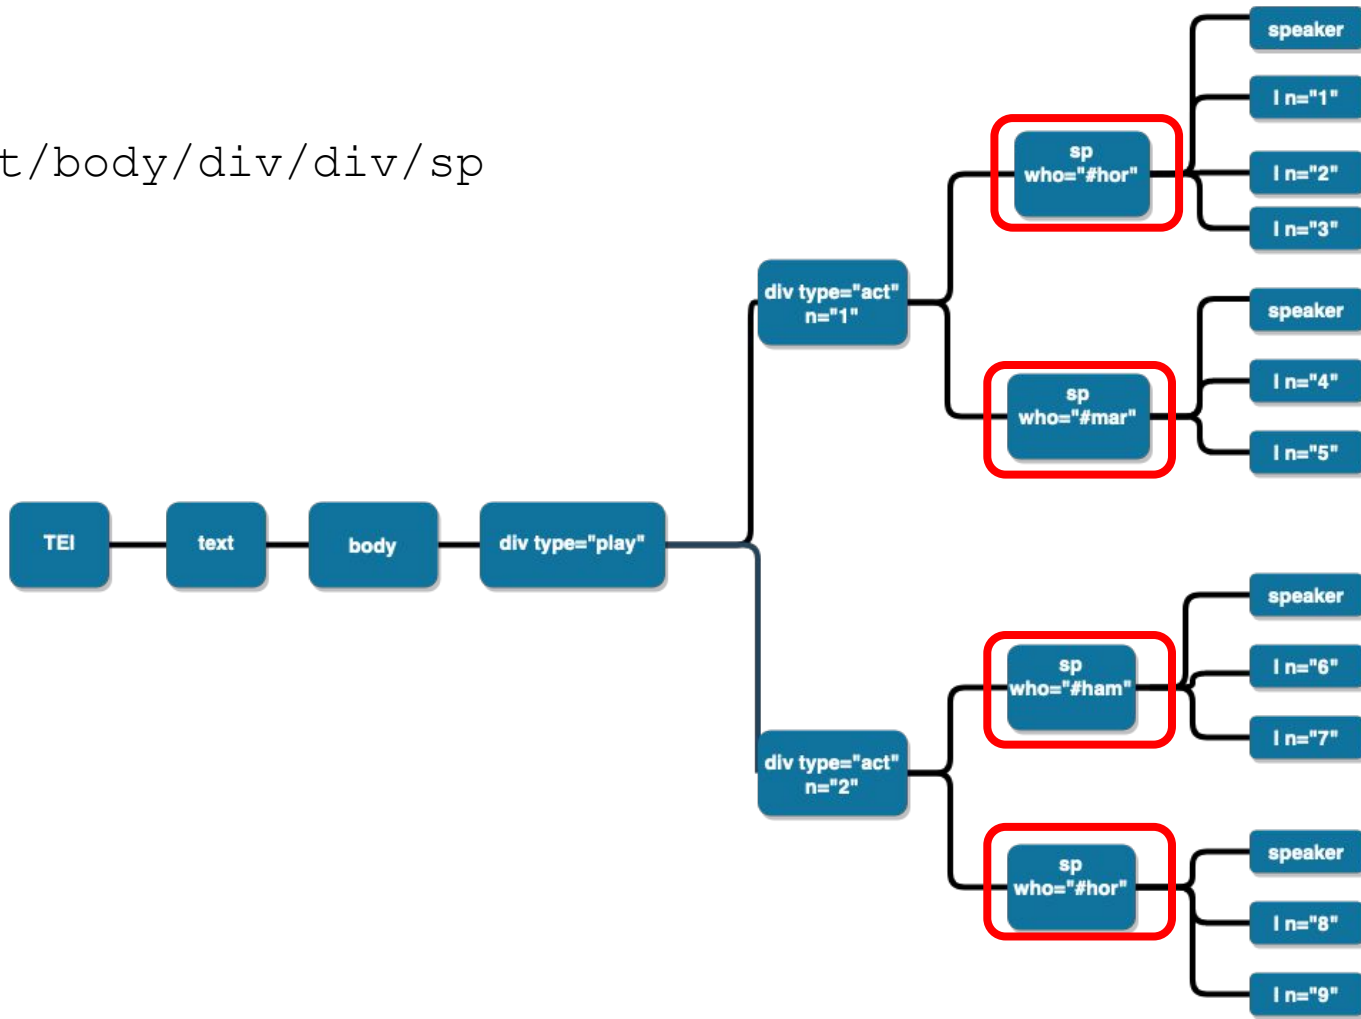 t/body/div/div/sp
TEI
text
body
div type="play"
div type="act"
n="1"
sp
who="#hor"
speaker
l n="1"
l n="2"
l n="3"
sp
who="#mar"
speaker
l n="4"
l n="5"
div type="act"
n="2"
sp
who="#ham"
speaker
l n="6"
l n="7"
sp
who="#hor"
speaker
l n="8"
l n="9"